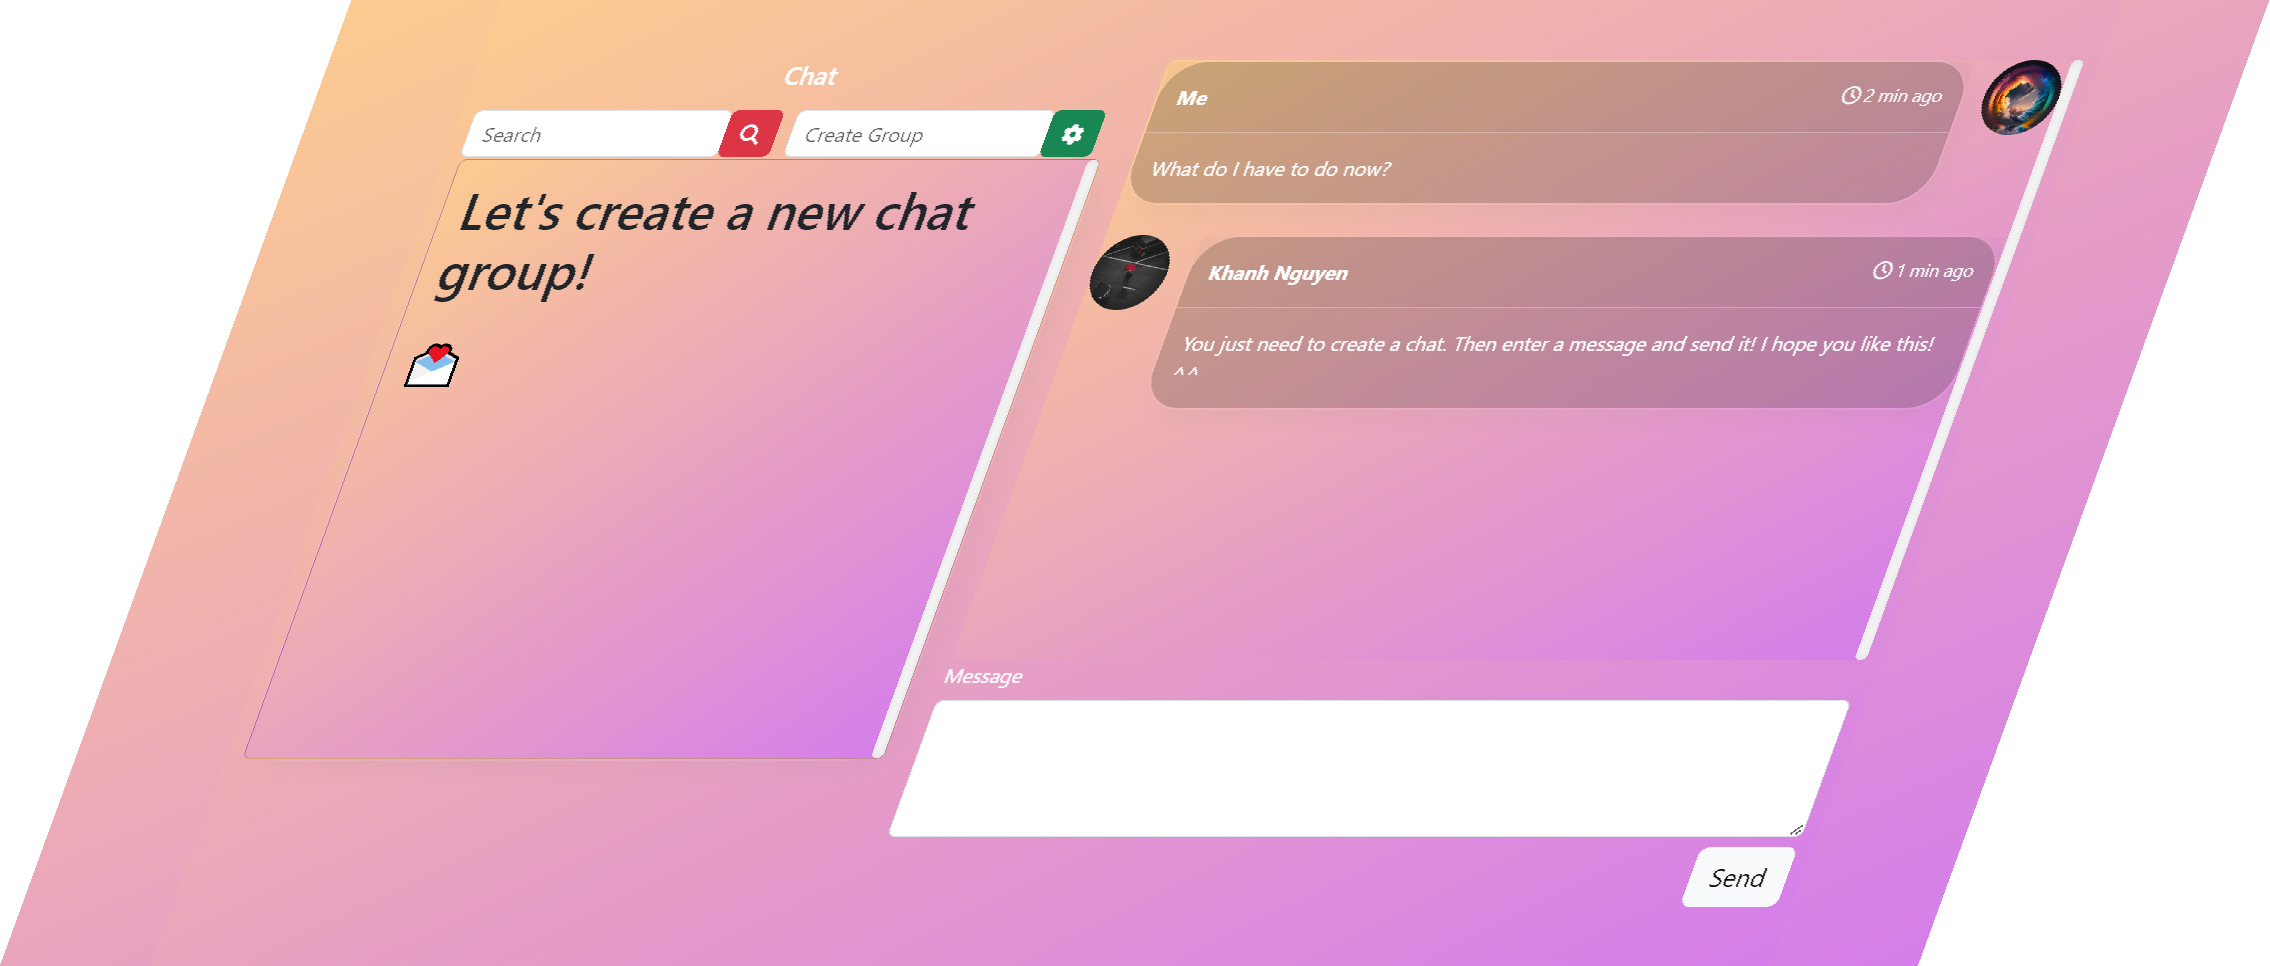 Chat
Search
Create Group
Let's create a new chat
group!
Me
2 min ago
What do I have to do now?
Khanh Nguyen
1 min ago
You just need to create a chat. Then enter a message and send it! I hope you like this!
^^
Message
Send